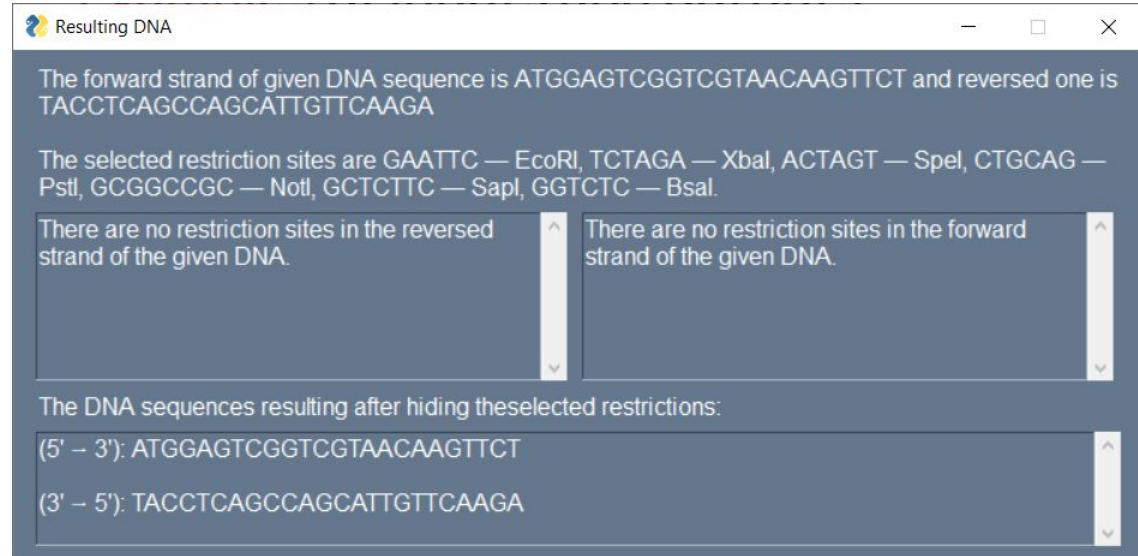 Resulting DNA
The forward strand of given DNA sequence is ATGGAGTCGGTCGTAACAAGTTCT and reversed one is
TACCTCAGCCAGCATTGTTCAAGA
The selected restriction sites are GAATTC — EcoRI, TCTAGA — XbaI, ACTAGT — SpeI, CTGCAG —
PstI, GCGGCCGC — NotI, GCTCTTC — SapI, GGTCTC — BsaI.
There are no restriction sites in the reversed
strand of the given DNA.
There are no restriction sites in the forward
strand of the given DNA.
The DNA sequences resulting after hiding theselected restrictions:
(5' → 3'): ATGGAGTCGGTCGTAACAAGTTCT
(3' → 5'): TACCTCAGCCAGCATTGTTCAAGA